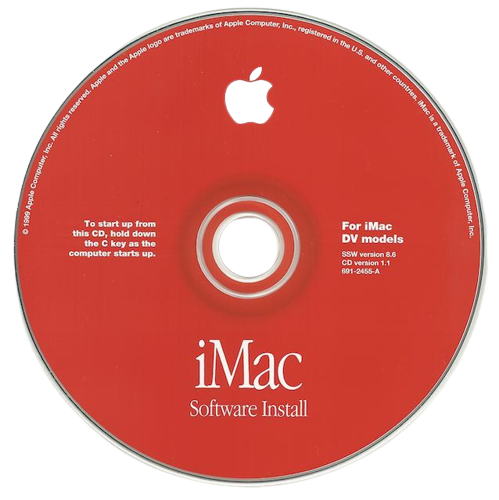 © 1999 Apple Computer, Inc. All rights reserved. Apple and the Apple logo are trademarks of Apple Computer, Inc., registered in the U.S. and other countries. iMac is a trademark of Apple Computer, Inc.
To start up from
this CD, hold down
the C key as the
computer starts up.
For iMac
DV models
SSW version 8.6
CD version 1.1
691-2455-A
iMac
Software Install